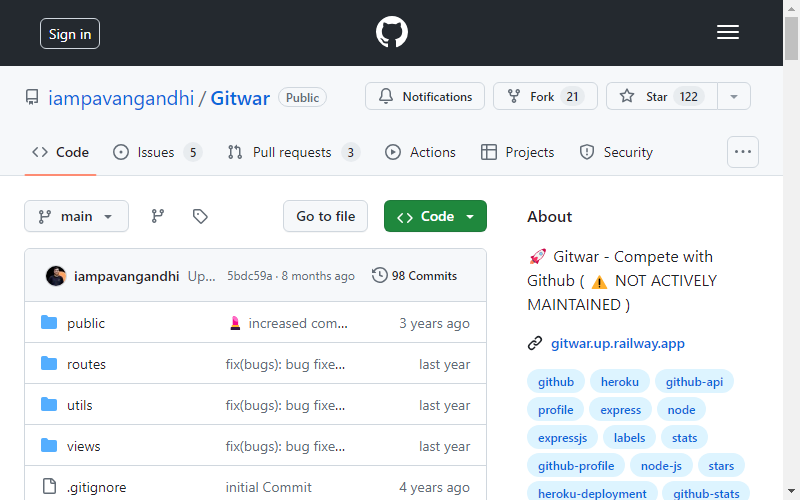 Sign in
iampavangandhi / Gitwar Public
Notifications Fork 21 Star 122
Code Issues 5 Pull requests 3 Actions Projects Security
main Go to file Code
iampavangandhi Up... 5bdc59a · 8 months ago 98 Commits
public increased com... 3 years ago
routes fix(bugs): bug fixe... last year
utils fix(bugs): bug fixe... last year
views fix(bugs): bug fixe... last year
.gitignore initial Commit 4 years ago
About
🚀 Gitwar - Compete with
Github ( ⚠️ NOT ACTIVELY
MAINTAINED )
gitwar.up.railway.app
github heroku github-api
profile express node
expressjs labels stats
github-profile node-js stars
heroku-deployment github-stats